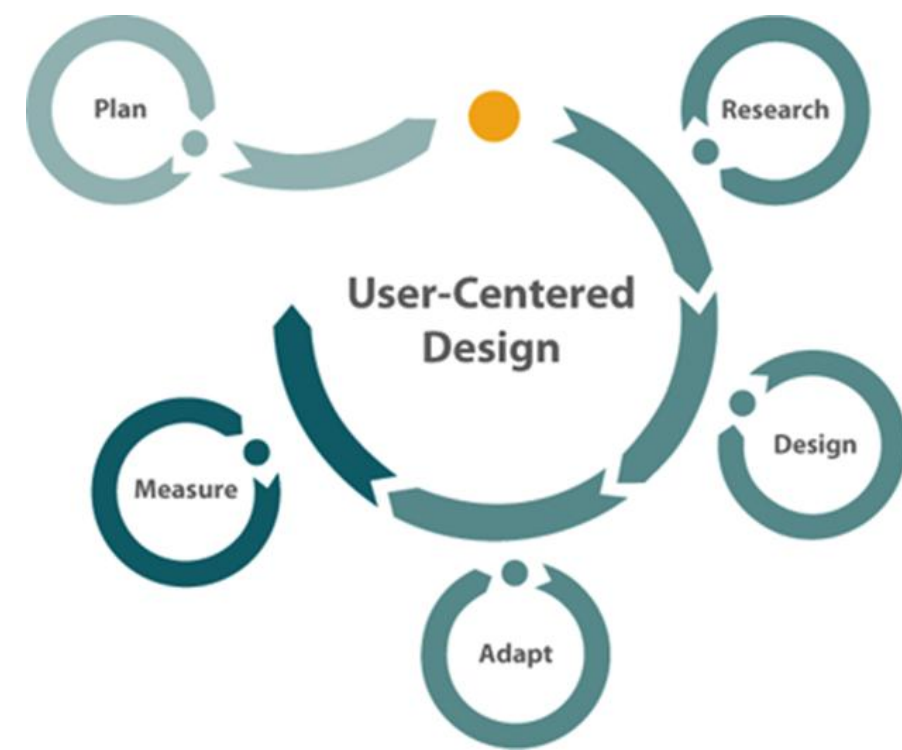 Plan
Research
User-Centered
Design
Design
Measure
Adapt